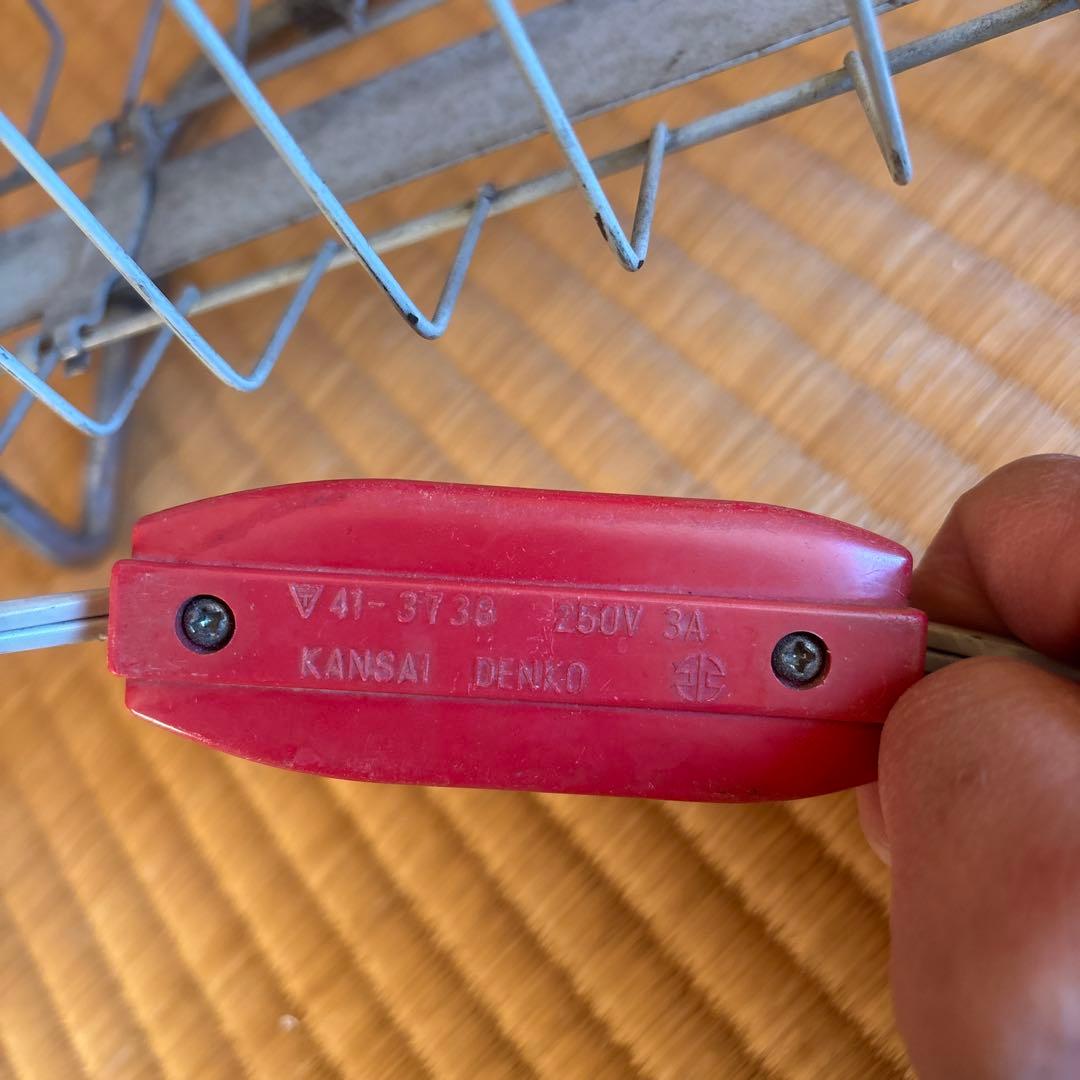 ▽ 41-3738 250V 3A
KANSAI DENKO